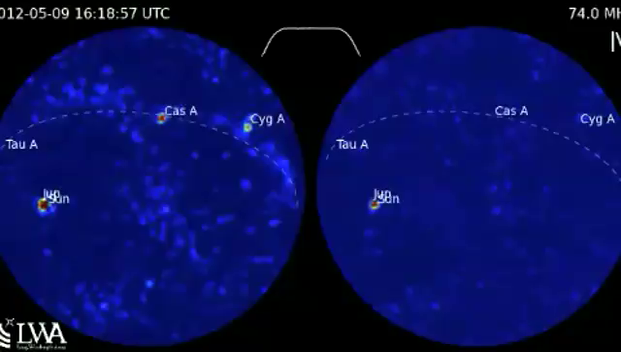 012-05-09 16:18:57 UTC
74.0 MH
Cas A
Cyg A
Tau A
Jup
Sun
Cas A
Cyg A
Tau A
Jup
Sun
LWA